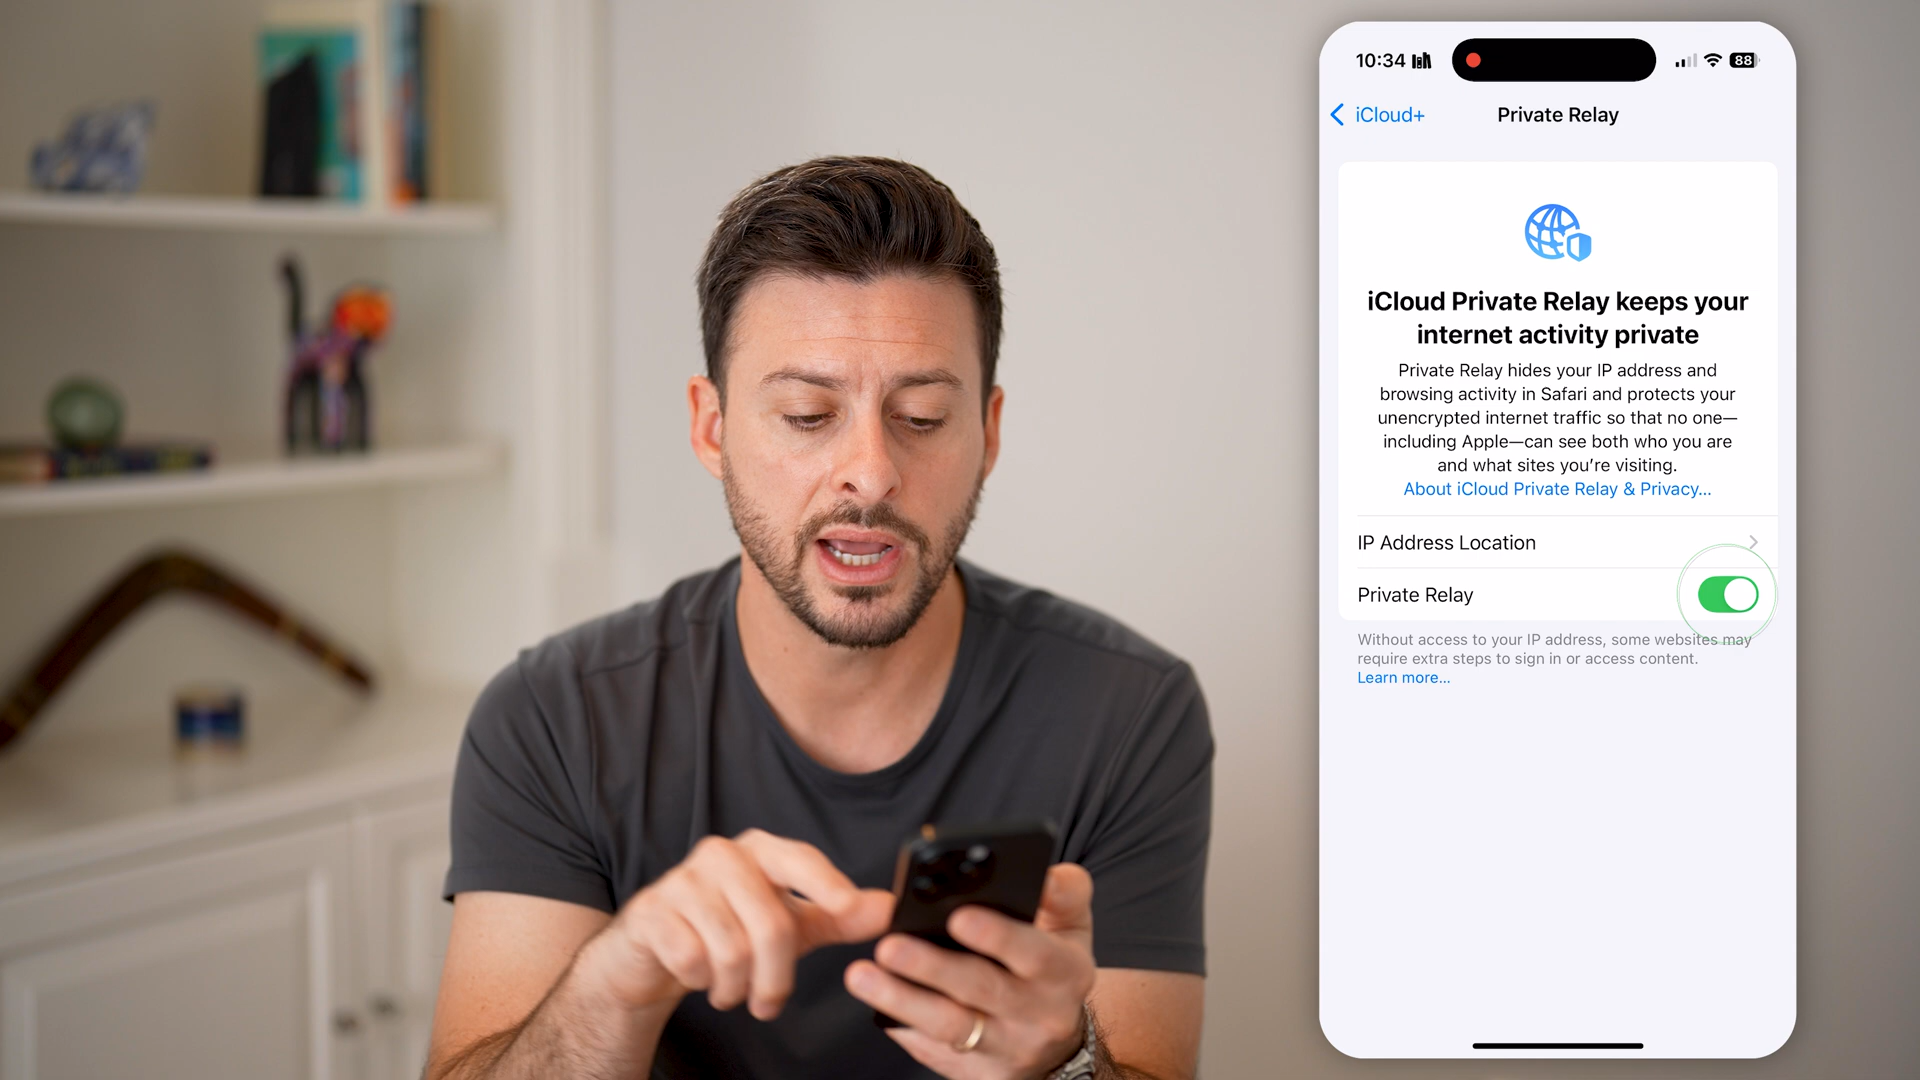 10:34
88
iCloud+
Private Relay
iCloud Private Relay keeps your
internet activity private
Private Relay hides your IP address and
browsing activity in Safari and protects your
unencrypted internet traffic so that no one—
including Apple—can see both who you are
and what sites you’re visiting.
About iCloud Private Relay & Privacy...
IP Address Location
Private Relay
Without access to your IP address, some websites may
require extra steps to sign in or access content.
Learn more...